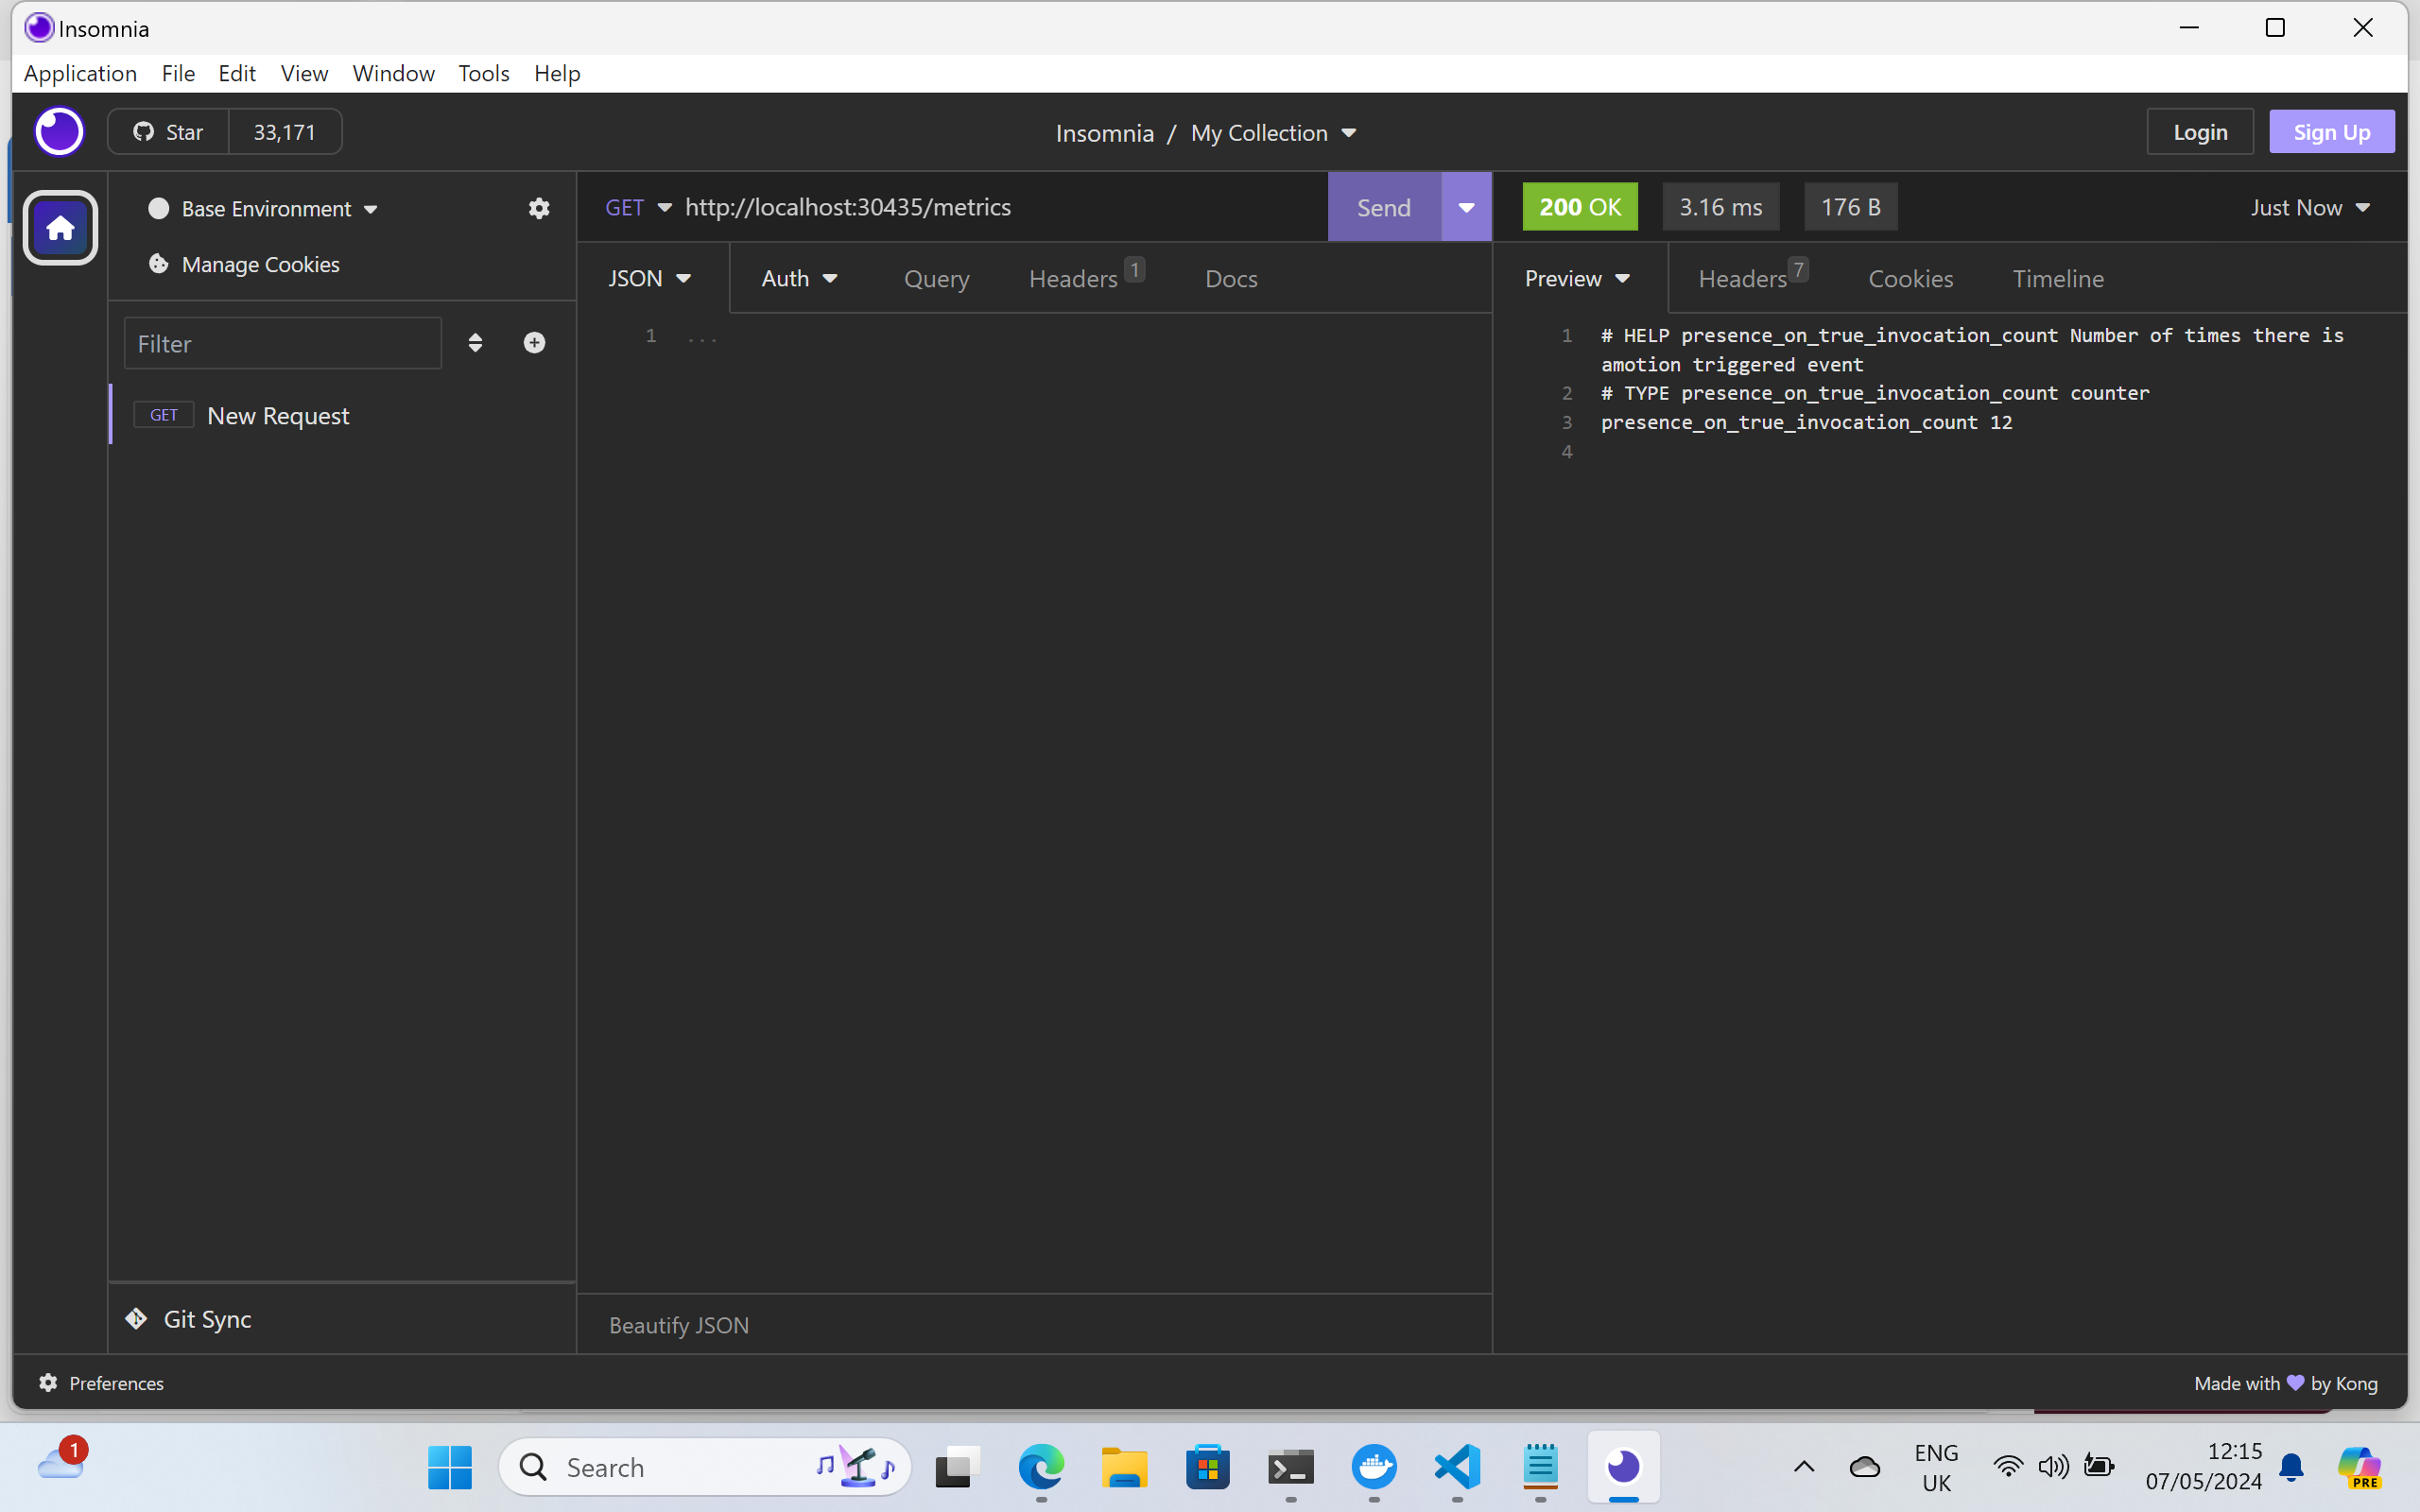 Insomnia
Application File Edit View Window Tools Help
Star 33,171
Insomnia / My Collection
Login Sign Up
Base Environment
Manage Cookies
Filter
GET New Request
GET http://localhost:30435/metrics
Send
200 OK 3.16 ms 176 B
Just Now
JSON Auth Query Headers 1 Docs
1 ...
Preview Headers 7 Cookies Timeline
1 # HELP presence_on_true_invocation_count Number of times there is
amotion triggered event
2 # TYPE presence_on_true_invocation_count counter
3 presence_on_true_invocation_count 12
4
Git Sync
Beautify JSON
Preferences
Made with by Kong
1
Search
ENG
UK
12:15
07/05/2024
PRE